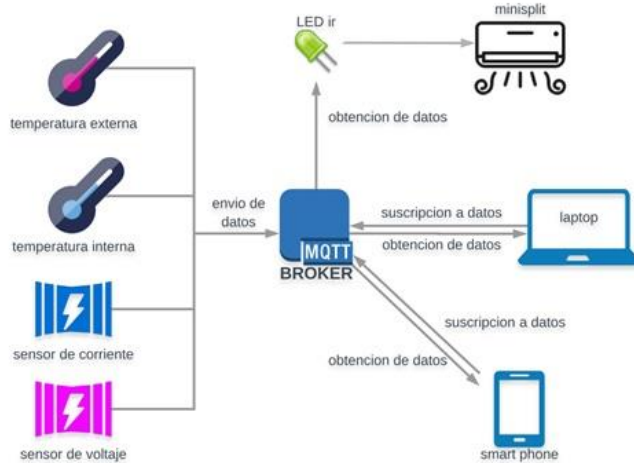 LED ir
minisplit
temperatura externa
obtencion de datos
temperatura interna
envio de
datos
suscripcion a datos
laptop
obtencion de datos
MQTT
BROKER
sensor de corriente
suscripcion a datos
obtencion de datos
sensor de voltaje
smart phone